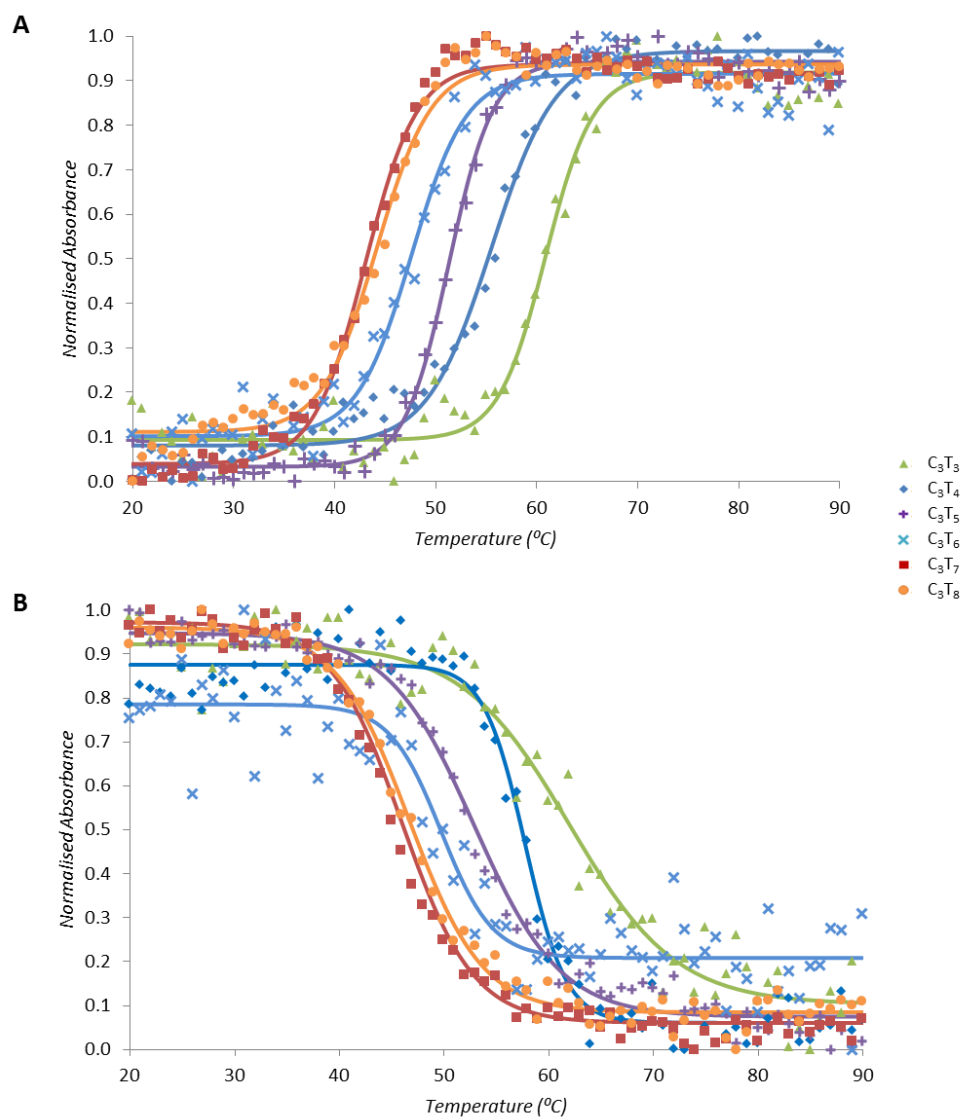 A
1.0
0.9
0.8
0.7
0.6
0.5
0.4
0.3
0.2
0.1
0.0
Normalised Absorbance
20 30 40 50 60 70 80 90
Temperature (ºC)
C₃T₃
C₃T₄
C₃T₅
C₃T₆
C₃T₇
C₃T₈
B
1.0
0.9
0.8
0.7
0.6
0.5
0.4
0.3
0.2
0.1
0.0
Normalised Absorbance
20 30 40 50 60 70 80 90
Temperature (ºC)